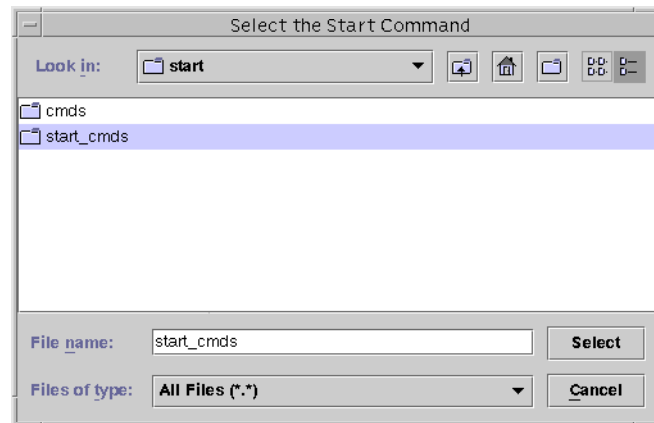 Select the Start Command
Look in: start
cmds
start_cmds
File name: start_cmds Select
Files of type: All Files (*.*) Cancel